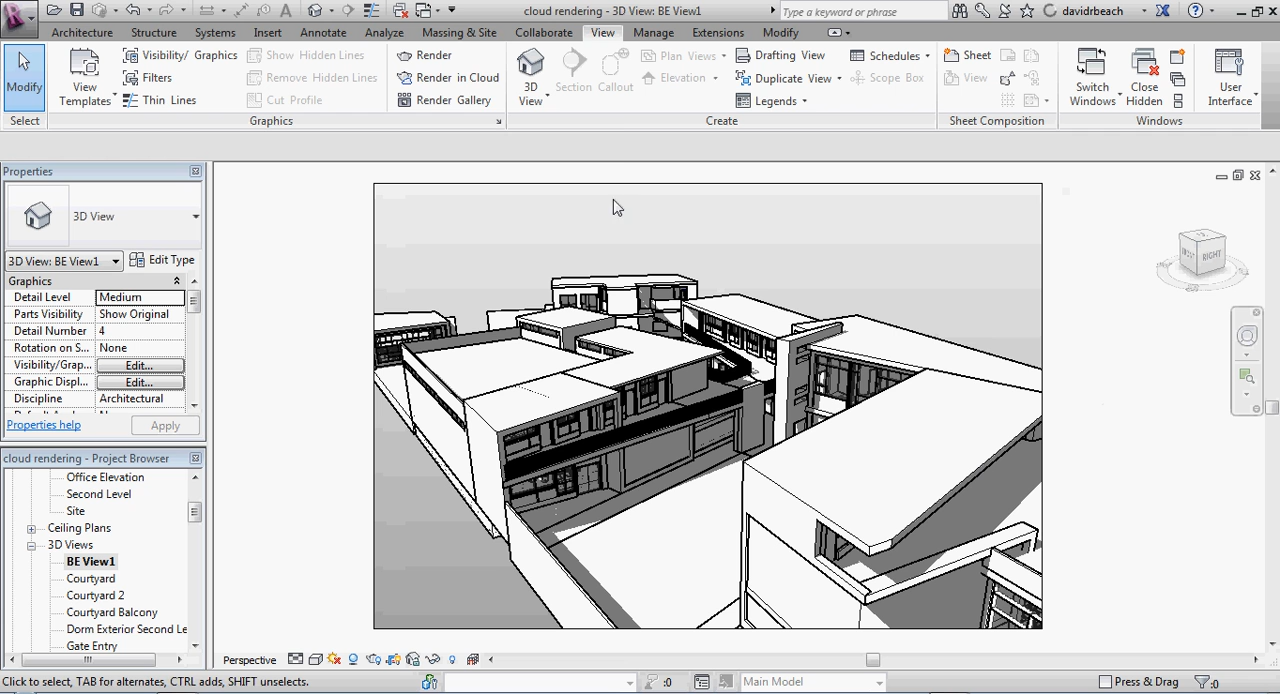 cloud rendering - 3D View: BE View1
Type a keyword or phrase
davidrbeach
Architecture Structure Systems Insert Annotate Analyze Massing & Site Collaborate View Manage Extensions Modify
Modify
Select
View Templates
Visibility/ Graphics
Filters
Thin Lines
Show Hidden Lines
Remove Hidden Lines
Cut Profile
Render
Render in Cloud
Render Gallery
Graphics
3D View
Section
Callout
Plan Views
Elevation
Drafting View
Duplicate View
Legends
Schedules
Scope Box
Create
Sheet
View
Sheet Composition
Switch Windows
Close Hidden
User Interface
Windows
Properties
3D View
3D View: BE View1
Edit Type
Graphics
Detail Level Medium
Parts Visibility Show Original
Detail Number 4
Rotation on S... None
Visibility/Grap... Edit...
Graphic Displ... Edit...
Discipline Architectural
Properties help
Apply
cloud rendering - Project Browser
Office Elevation
Second Level
Site
Ceiling Plans
3D Views
BE View1
Courtyard
Courtyard 2
Courtyard Balcony
Dorm Exterior Second Le
Gate Entry
RIGHT
Perspective
Click to select, TAB for alternates, CTRL adds, SHIFT unselects.
:0
Main Model
Press & Drag
:0